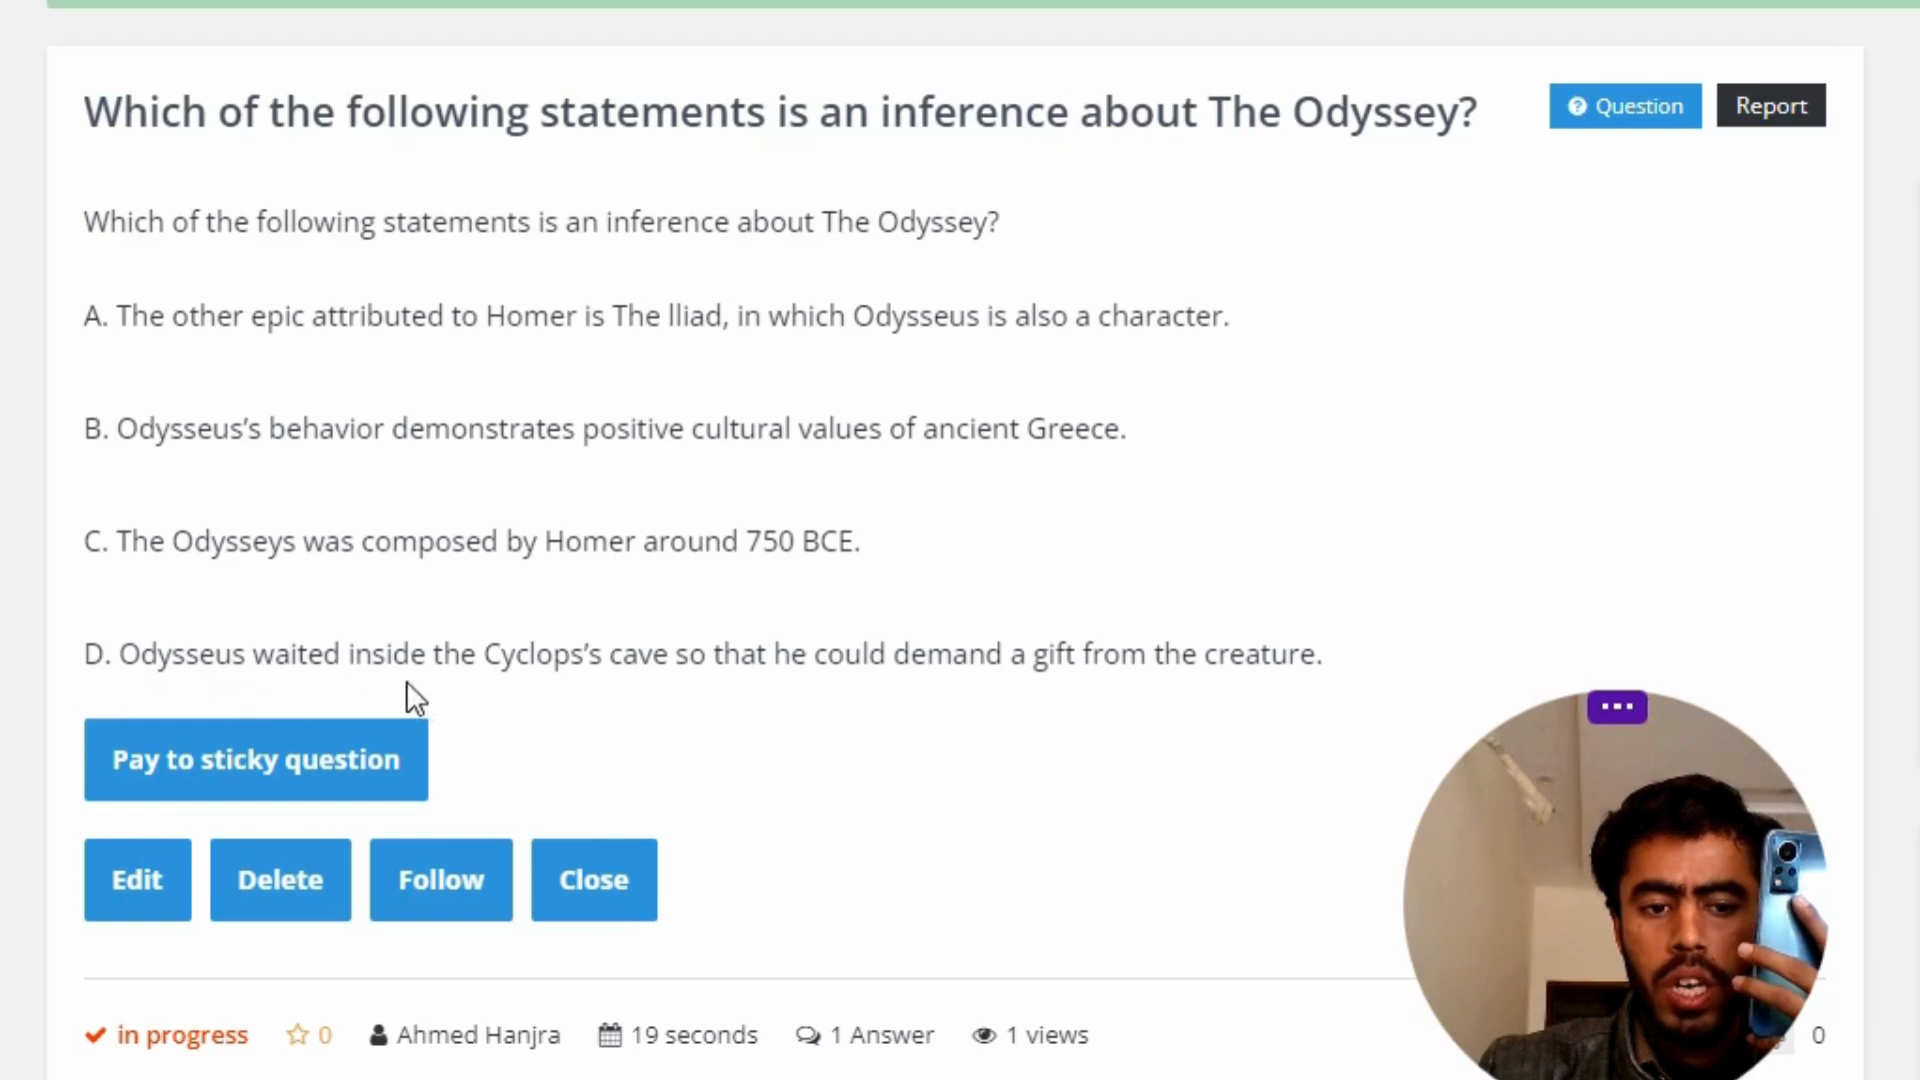 Which of the following statements is an inference about The Odyssey?
Question
Report
Which of the following statements is an inference about The Odyssey?
A. The other epic attributed to Homer is The lliad, in which Odysseus is also a character.
B. Odysseus’s behavior demonstrates positive cultural values of ancient Greece.
C. The Odysseys was composed by Homer around 750 BCE.
D. Odysseus waited inside the Cyclops’s cave so that he could demand a gift from the creature.
Pay to sticky question
Edit
Delete
Follow
Close
in progress
0
Ahmed Hanjra
19 seconds
1 Answer
1 views
0